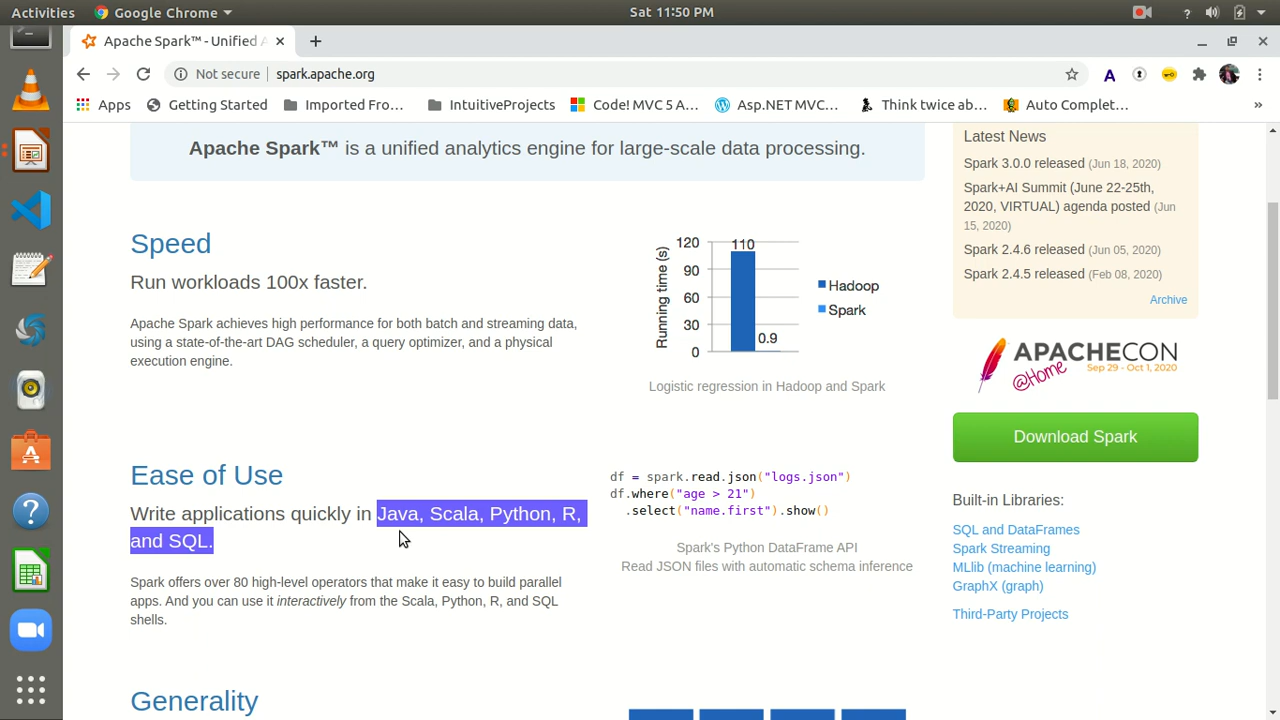 Activities
Google Chrome
Sat 11:50 PM
Apache Spark™ - Unified A
Not secure
spark.apache.org
Apps
Getting Started
Imported Fro...
IntuitiveProjects
Code! MVC 5 A...
Asp.NET MVC...
Think twice ab...
Auto Complet...
»
Apache Spark™ is a unified analytics engine for large-scale data processing.
Speed
Run workloads 100x faster.
Apache Spark achieves high performance for both batch and streaming data,
using a state-of-the-art DAG scheduler, a query optimizer, and a physical
execution engine.
Running time (s)
120
90
60
30
0
110
0.9
Hadoop
Spark
Logistic regression in Hadoop and Spark
Ease of Use
Write applications quickly in Java, Scala, Python, R,
and SQL.
Spark offers over 80 high-level operators that make it easy to build parallel
apps. And you can use it interactively from the Scala, Python, R, and SQL
shells.
df = spark.read.json("logs.json")
df.where("age > 21")
.select("name.first").show()
Spark's Python DataFrame API
Read JSON files with automatic schema inference
Generality
Latest News
Spark 3.0.0 released (Jun 18, 2020)
Spark+AI Summit (June 22-25th,
2020, VIRTUAL) agenda posted (Jun
15, 2020)
Spark 2.4.6 released (Jun 05, 2020)
Spark 2.4.5 released (Feb 08, 2020)
Archive
APACHECON
@Home
Sep 29 - Oct 1, 2020
Download Spark
Built-in Libraries:
SQL and DataFrames
Spark Streaming
MLlib (machine learning)
GraphX (graph)
Third-Party Projects